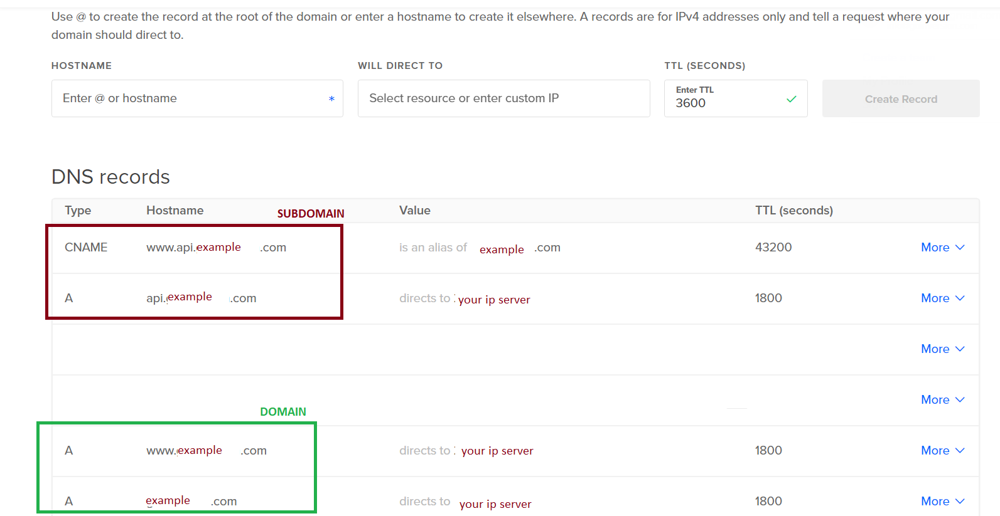 Use @ to create the record at the root of the domain or enter a hostname to create it elsewhere. A records are for IPv4 addresses only and tell a request where your
domain should direct to.
HOSTNAME WILL DIRECT TO TTL (SECONDS)
Enter @ or hostname * Select resource or enter custom IP Enter TTL 3600 Create Record
DNS records
Type Hostname SUBDOMAIN Value TTL (seconds)
CNAME www.api.example .com is an alias of example .com 43200 More
A api.example .com directs to your ip server 1800 More
More
More
DOMAIN
A www.example .com directs to your ip server 1800 More
A example .com directs to your ip server 1800 More